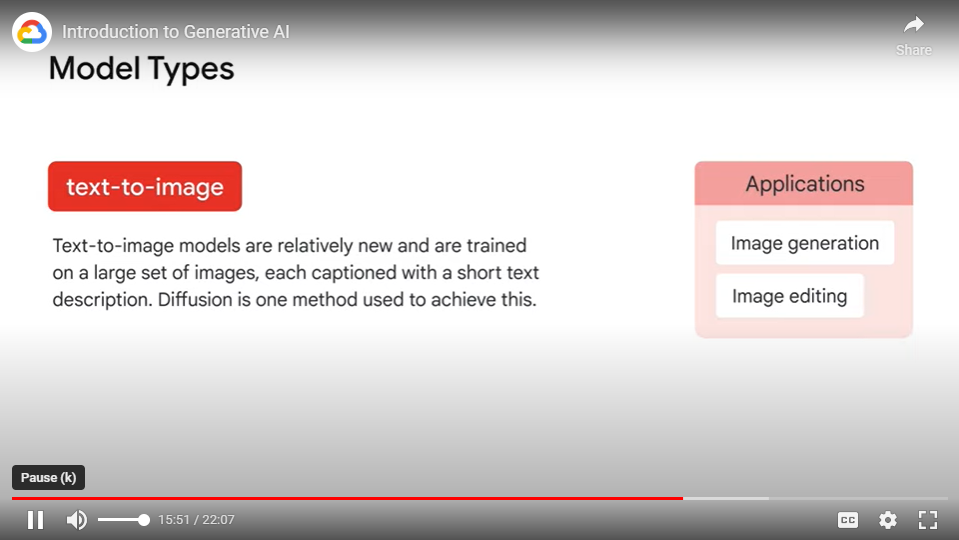 Introduction to Generative AI
Share
Model Types
text-to-image
Text-to-image models are relatively new and are trained
on a large set of images, each captioned with a short text
description. Diffusion is one method used to achieve this.
Applications
Image generation
Image editing
Pause (k)
15:51 / 22:07
CC